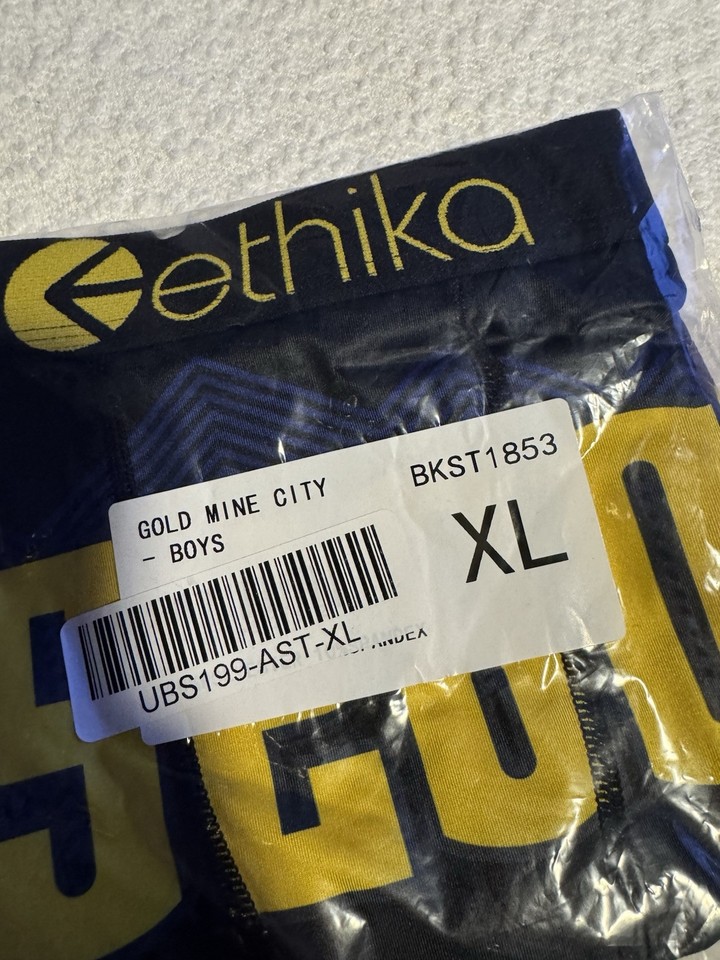 ethika
GOLD MINE CITY
- BOYS
BKST1853
XL
UBS199-AST-XL